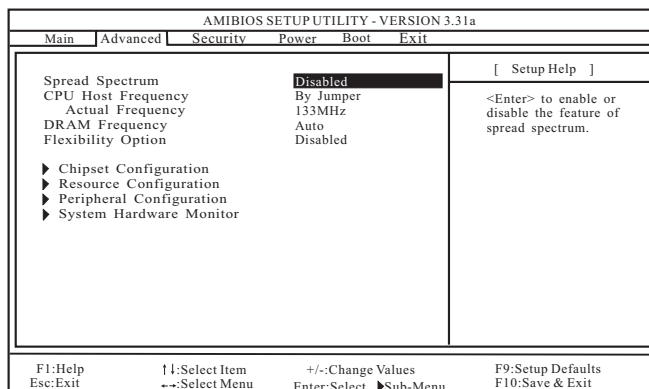 AMIBIOS SETUP UTILITY - VERSION 3.31a
Main Advanced Security Power Boot Exit
[ Setup Help ]
Spread Spectrum Disabled
CPU Host Frequency By Jumper
Actual Frequency 133MHz
DRAM Frequency Auto
Flexibility Option Disabled
<Enter> to enable or
disable the feature of
spread spectrum.
▶ Chipset Configuration
▶ Resource Configuration
▶ Peripheral Configuration
▶ System Hardware Monitor
F1:Help ↑↓:Select Item +/-:Change Values F9:Setup Defaults
Esc:Exit ←→:Select Menu Enter:Select ▶Sub-Menu F10:Save & Exit